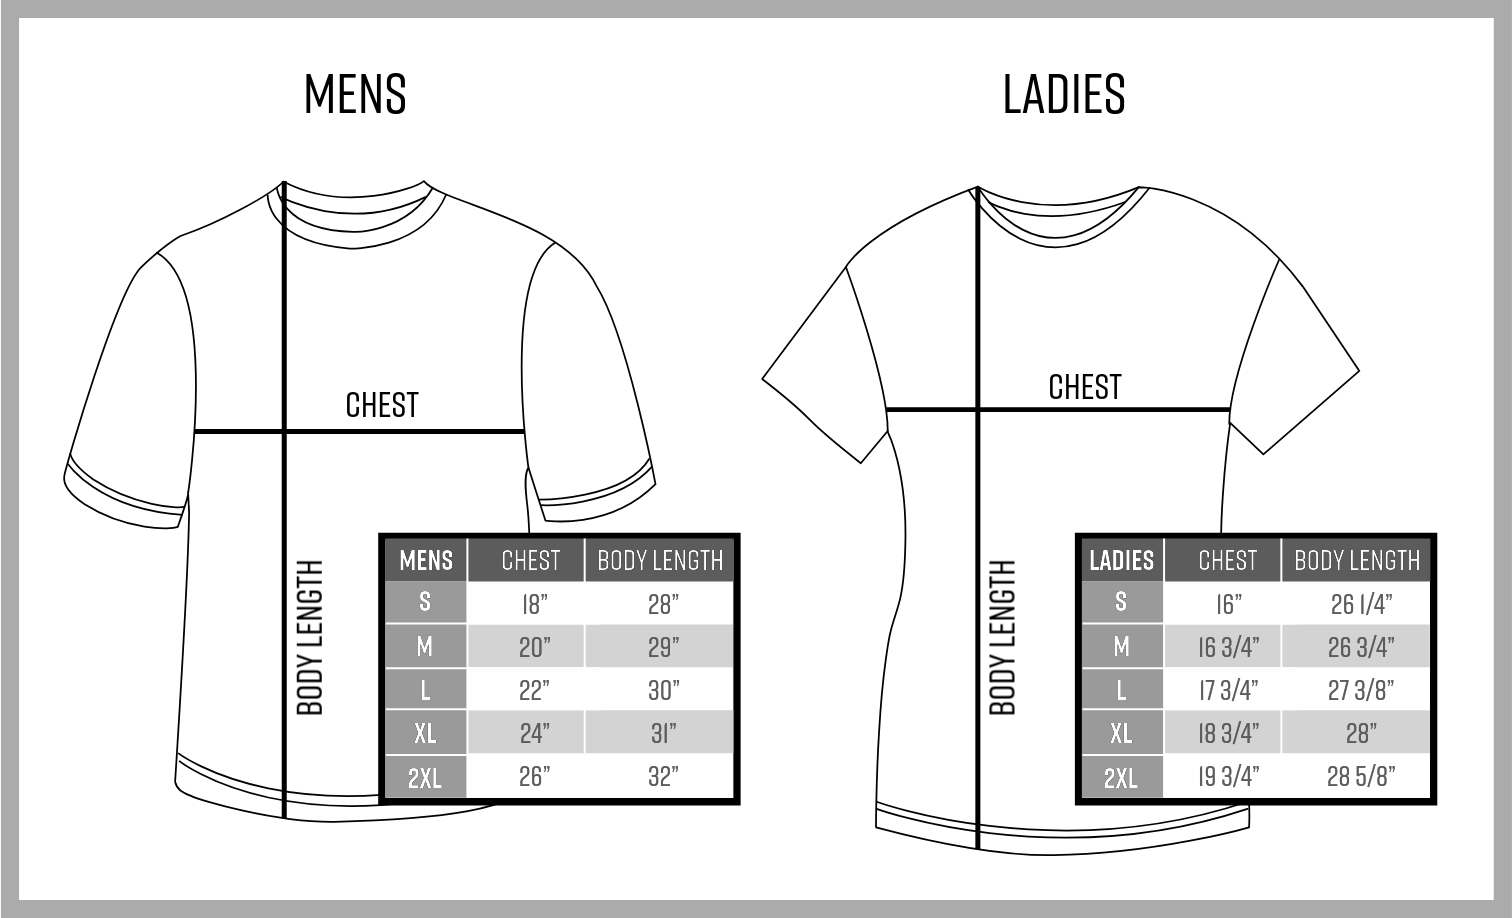 MENS
LADIES
CHEST
CHEST
BODY LENGTH
MENS CHEST BODY LENGTH
S 18” 28”
M 20” 29”
L 22” 30”
XL 24” 31”
2XL 26” 32”
BODY LENGTH
LADIES CHEST BODY LENGTH
S 16” 26 1/4”
M 16 3/4” 26 3/4”
L 17 3/4” 27 3/8”
XL 18 3/4” 28”
2XL 19 3/4” 28 5/8”